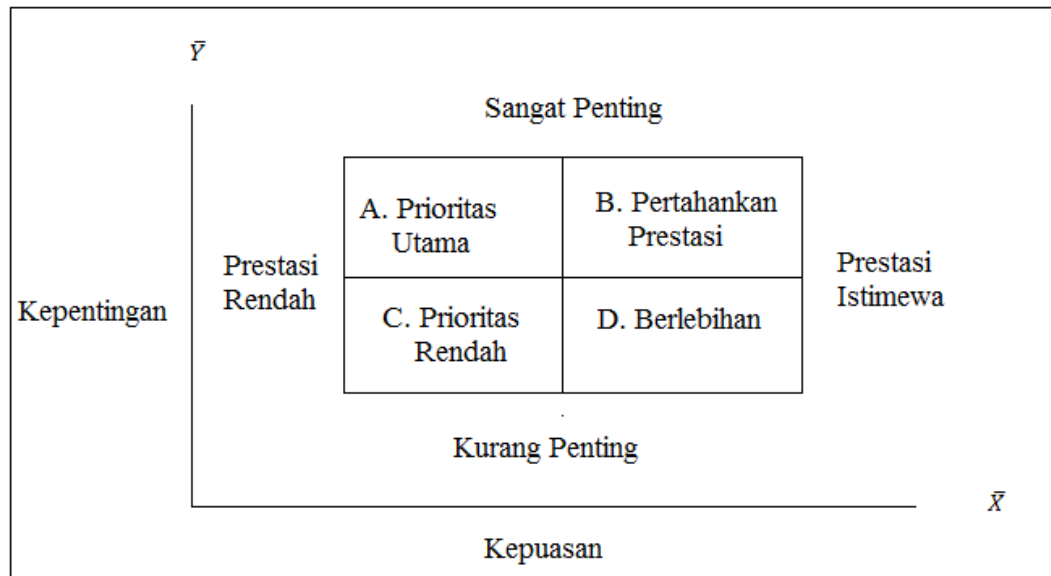 Ȳ
Sangat Penting
A. Prioritas
Utama
B. Pertahankan
Prestasi
Prestasi
Rendah
Prestasi
Istimewa
Kepentingan
C. Prioritas
Rendah
D. Berlebihan
Kurang Penting
X̄
Kepuasan